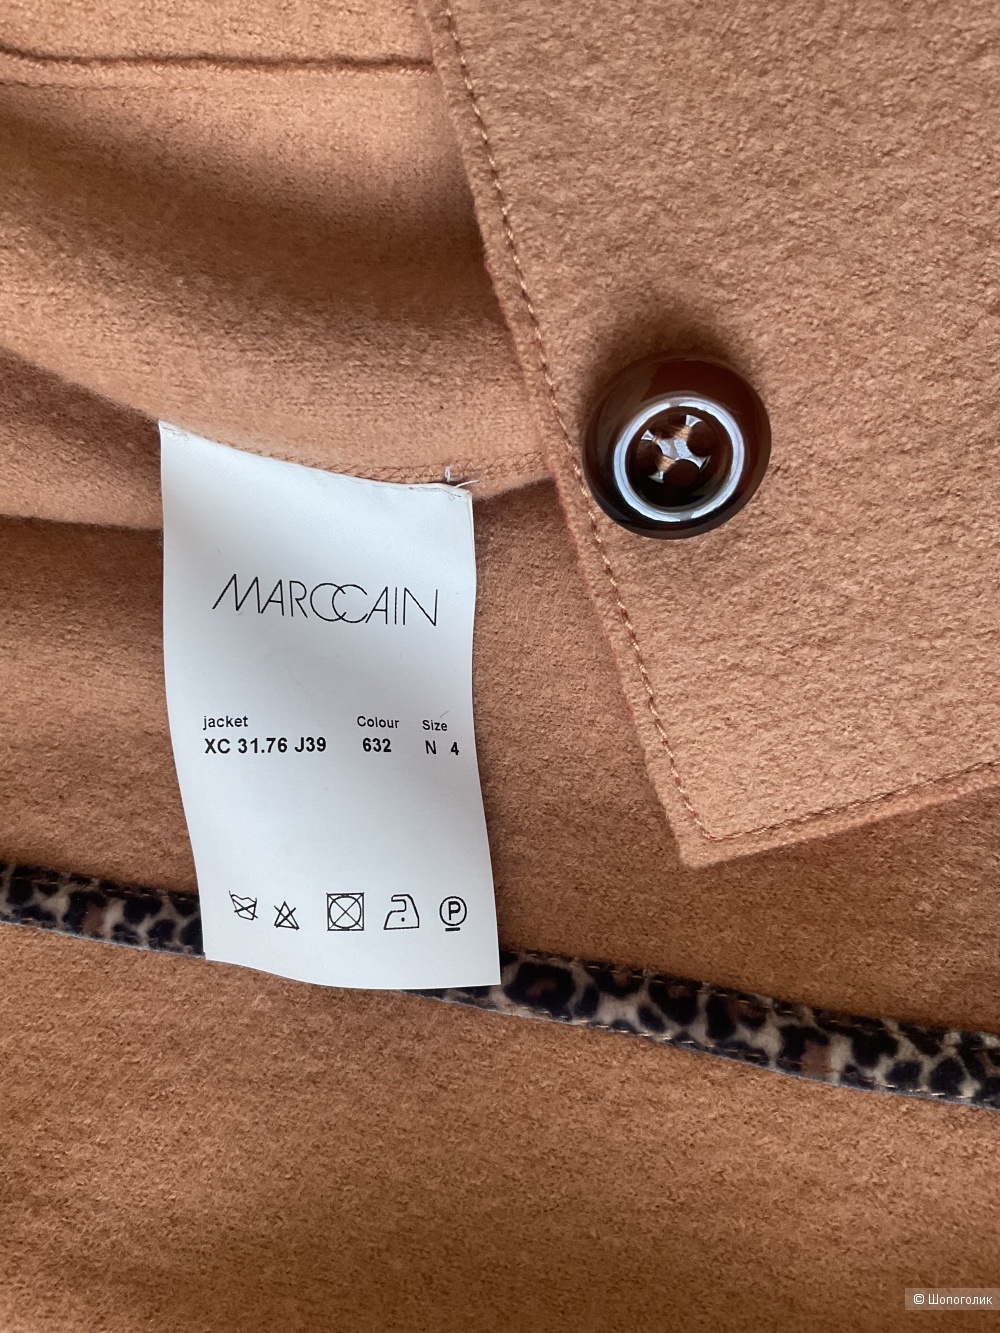 MARCCAIN
jacket Colour Size
XC 31.76 J39 632 N 4
P
© Шопоголик